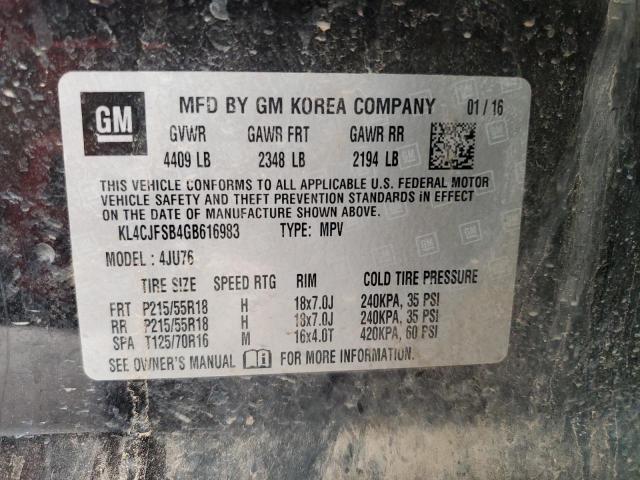 GM
MFD BY GM KOREA COMPANY 01/16
GVWR GAWR FRT GAWR RR
4409 LB 2348 LB 2194 LB
THIS VEHICLE CONFORMS TO ALL APPLICABLE U.S. FEDERAL MOTOR
VEHICLE SAFETY AND THEFT PREVENTION STANDARDS IN EFFECT
ON THE DATE OF MANUFACTURE SHOWN ABOVE.
KL4CJFSB4GB616983 TYPE: MPV
MODEL: 4JU76
TIRE SIZE SPEED RTG RIM COLD TIRE PRESSURE
FRT P215/55R18 H 18x7.0J 240KPA, 35 PSI
RR P215/55R18 H 18x7.0J 240KPA, 35 PSI
SPA T125/70R16 M 16x4.0T 420KPA, 60 PSI
SEE OWNER'S MANUAL FOR MORE INFORMATION.